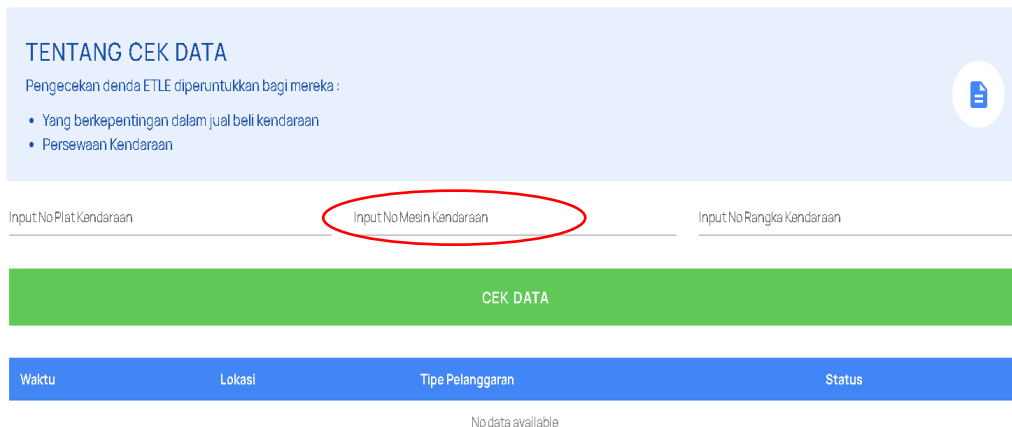 TENTANG CEK DATA
Pengecekan denda ETLE diperuntukkan bagi mereka :
• Yang berkepentingan dalam jual beli kendaraan
• Persewaan Kendaraan
Input No Plat Kendaraan
Input No Mesin Kendaraan
Input No Rangka Kendaraan
CEK DATA
Waktu Lokasi Tipe Pelanggaran Status
No data available